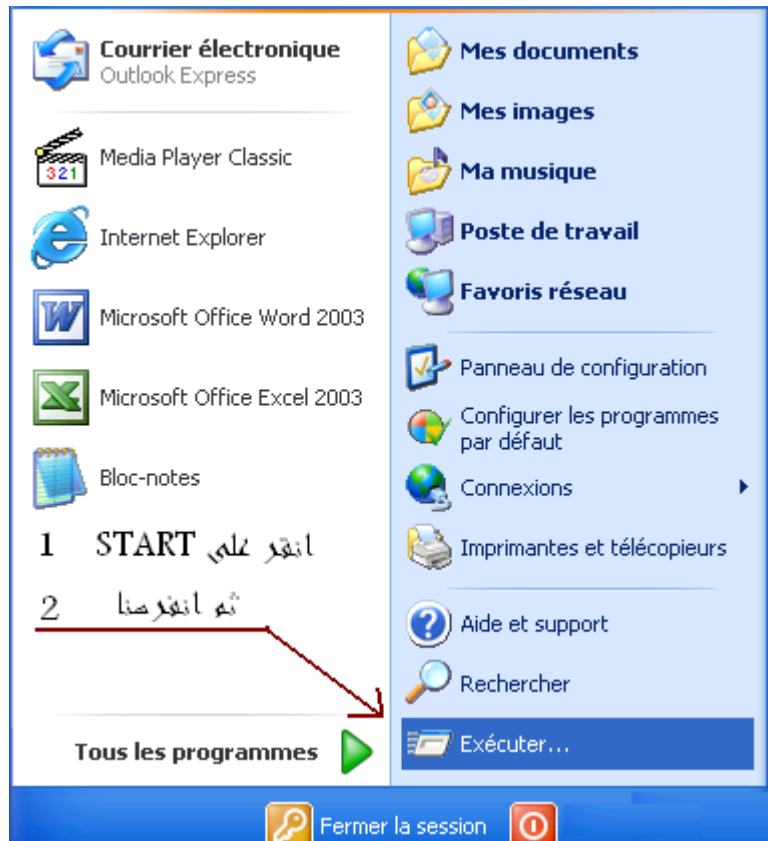 Courrier électronique
Outlook Express
Media Player Classic
321
Internet Explorer
Microsoft Office Word 2003
Microsoft Office Excel 2003
Bloc-notes
1 انقر على START
2 ثم انقر هنا
Tous les programmes
Mes documents
Mes images
Ma musique
Poste de travail
Favoris réseau
Panneau de configuration
Configurer les programmes
par défaut
Connexions
Imprimantes et télécopieurs
Aide et support
Rechercher
Exécuter...
Fermer la session